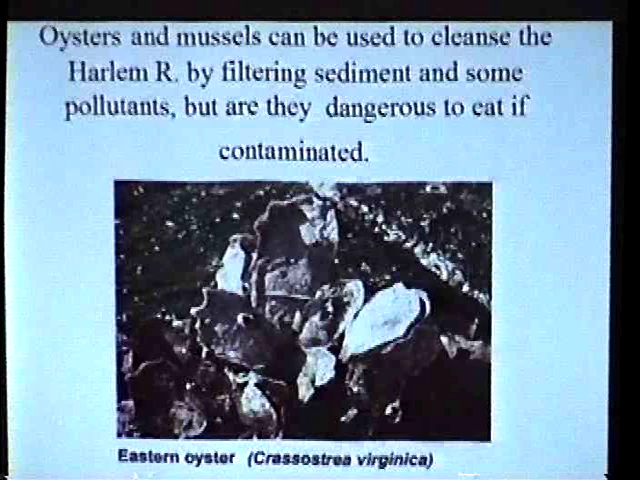 Oysters and mussels can be used to cleanse the
Harlem R. by filtering sediment and some
pollutants, but are they dangerous to eat if
contaminated.
Eastern oyster (Crassostrea virginica)